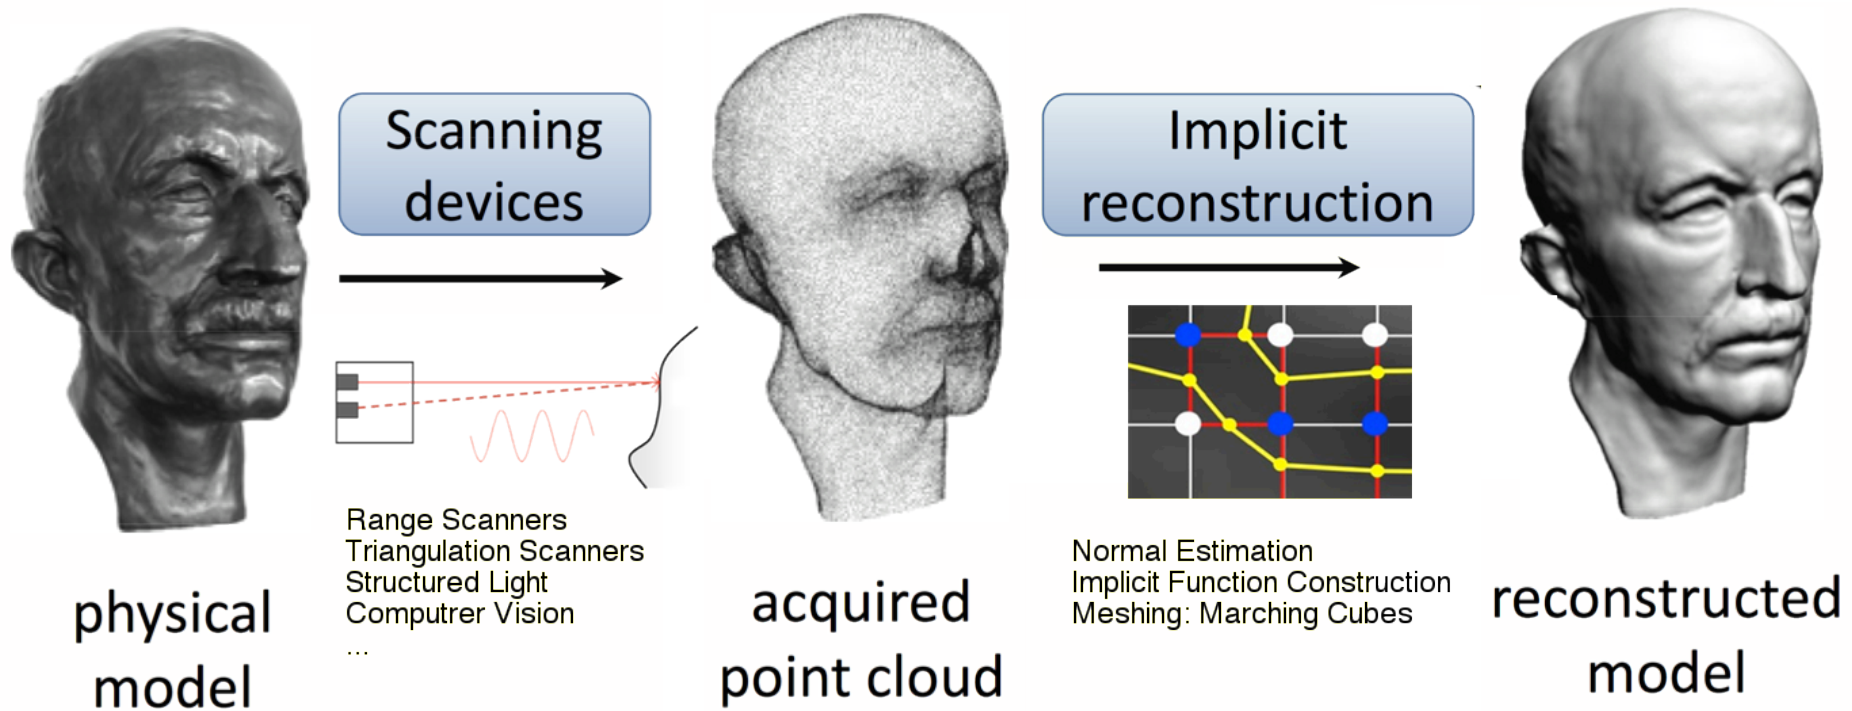 Scanning
devices
Implicit
reconstruction
Range Scanners
Triangulation Scanners
Structured Light
Computrer Vision
...
Normal Estimation
Implicit Function Construction
Meshing: Marching Cubes
physical
model
acquired
point cloud
reconstructed
model